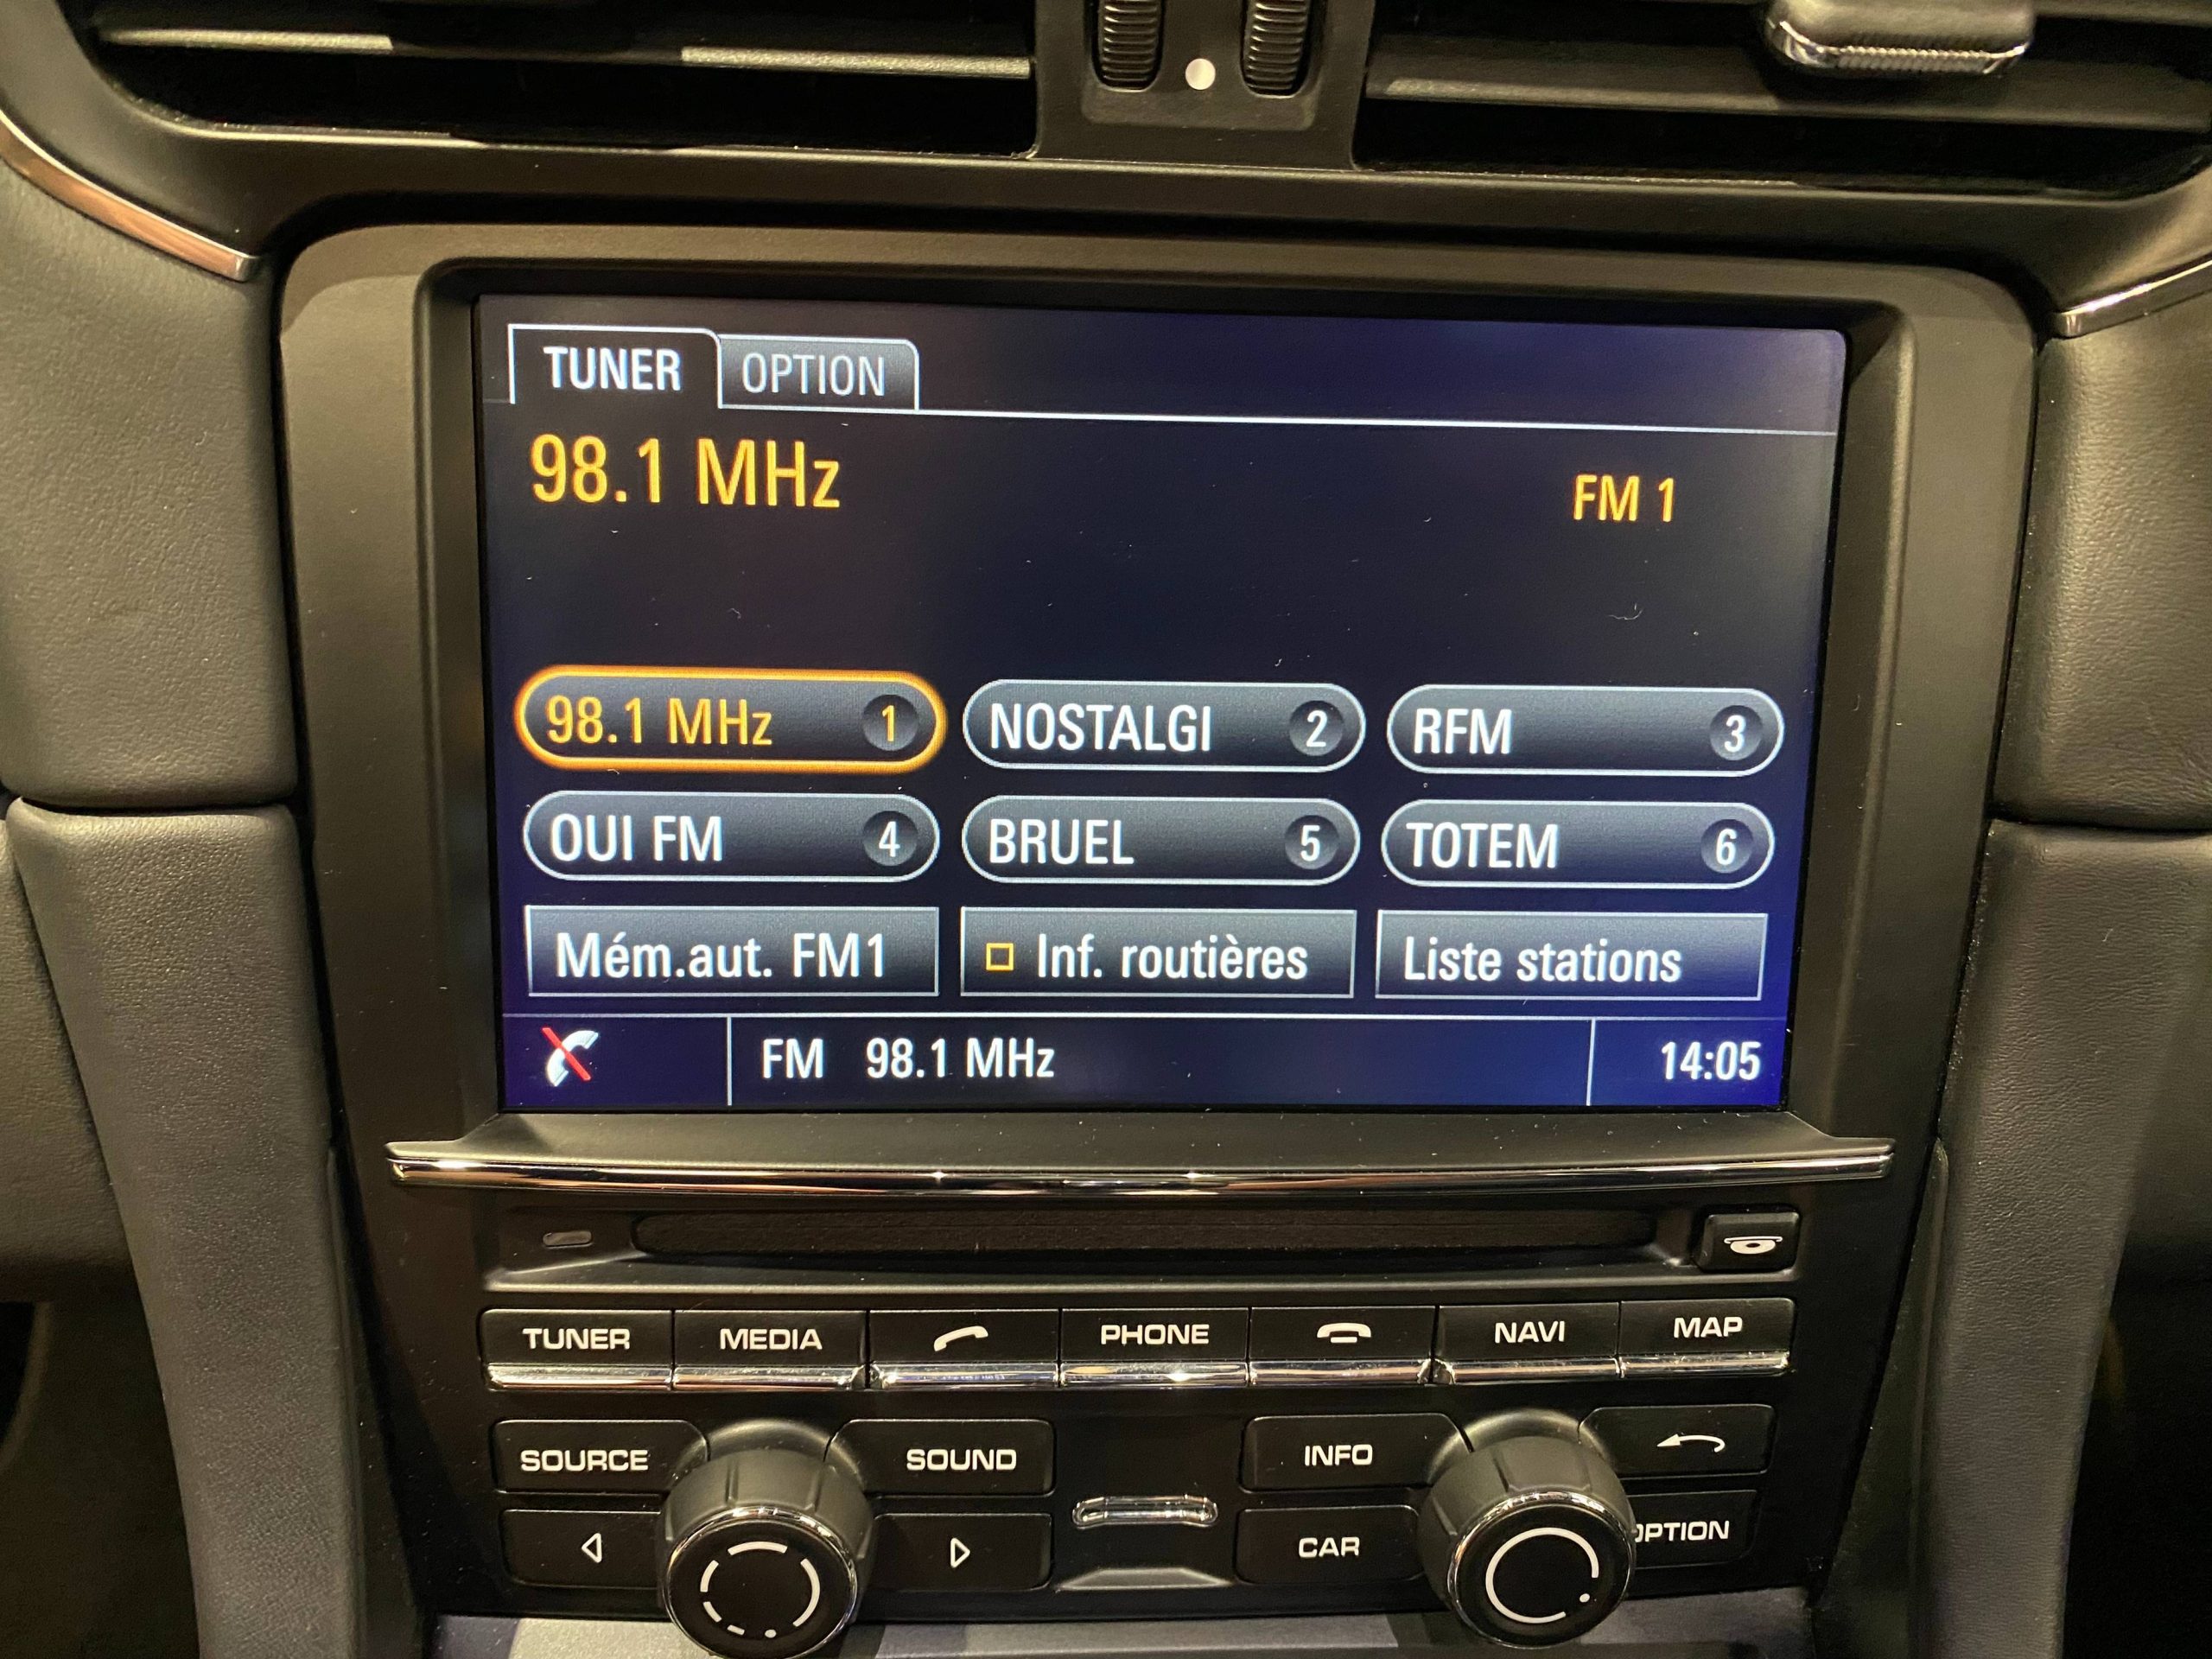 TUNER OPTION
98.1 MHz FM 1
98.1 MHz 1 NOSTALGI 2 RFM 3
OUI FM 4 BRUEL 5 TOTEM 6
Mém.aut. FM1 Inf. routières Liste stations
FM 98.1 MHz 14:05
TUNER MEDIA PHONE NAVI MAP
SOURCE SOUND INFO
CAR OPTION